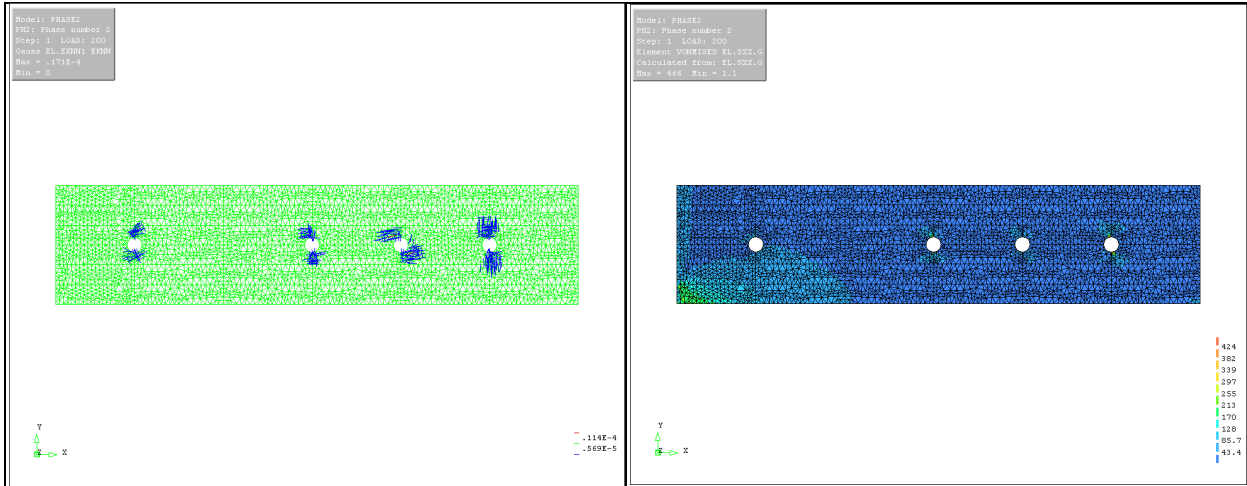 Model: PHASE2
PH2: Phase number 2
Step: 1 LOAD: 200
Gauss EL.EKNN1 EKNN
Max = .171E-4
Min = 0
Y
Z
X
.114E-4
.569E-5
Model: PHASE2
PH2: Phase number 2
Step: 1 LOAD: 200
Element VONMISES EL.SXX.G
Calculated from: EL.SXX.G
Max = 466 Min = 1.1
424
382
339
297
255
213
170
128
85.7
43.4
Y
Z
X